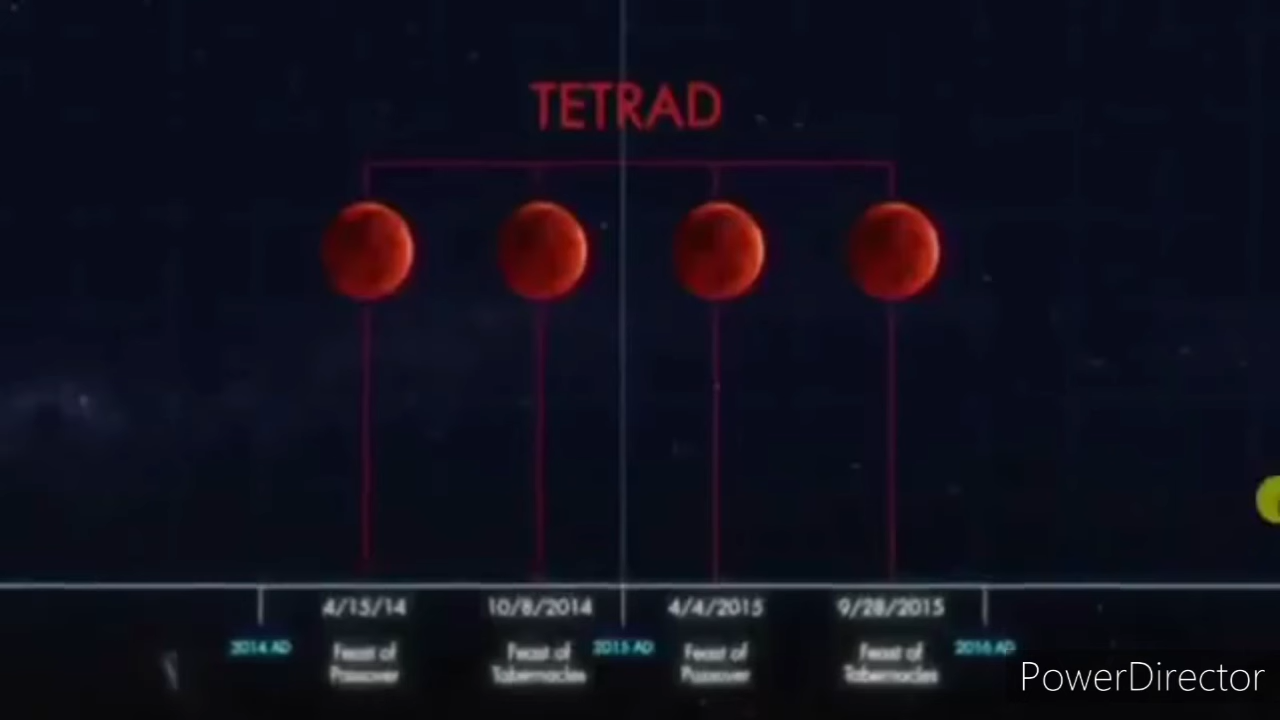 TETRAD
4/15/14
10/8/2014
4/4/2015
9/28/2015
2014 AD
Feast of
Passover
Feast of
Tabernacles
2015 AD
Feast of
Passover
Feast of
Tabernacles
2016 AD
PowerDirector